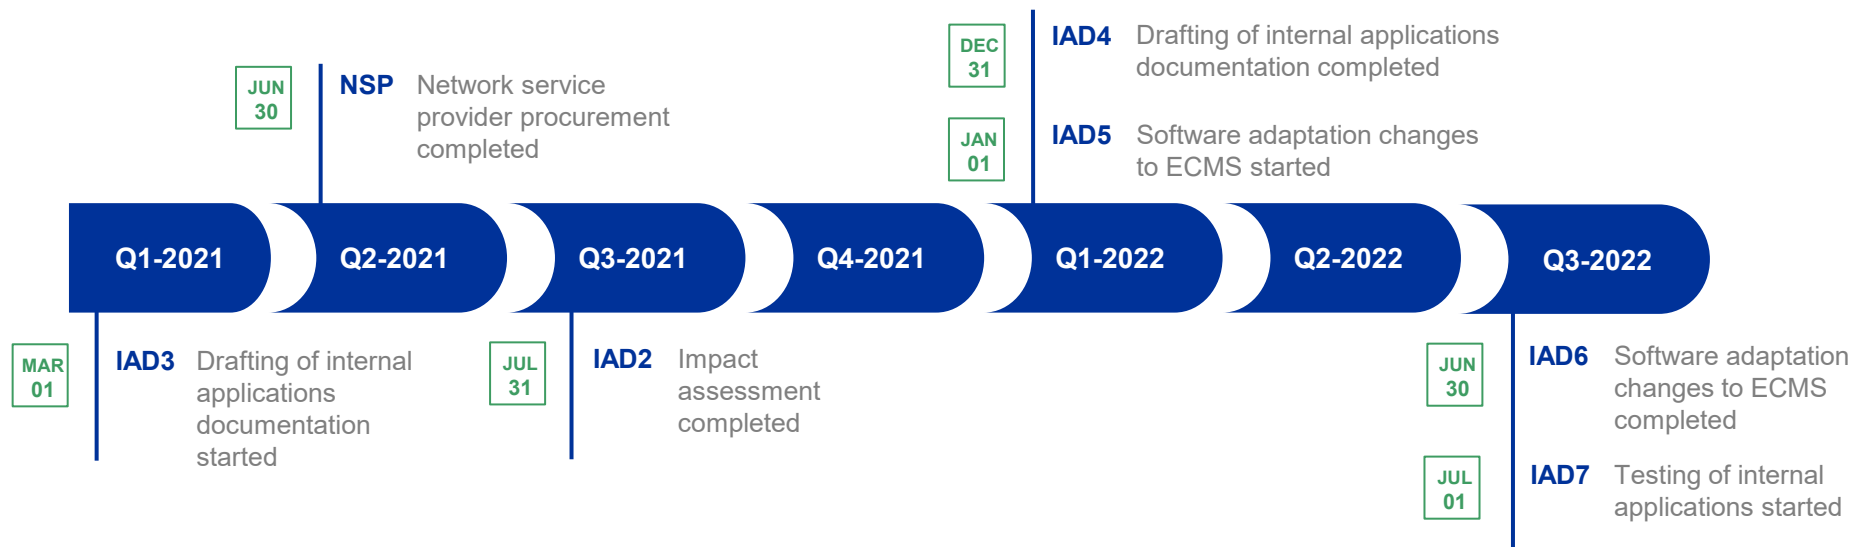 JUN
30
NSP
Network service
provider procurement
completed
DEC
31
IAD4
Drafting of internal applications
documentation completed
JAN
01
IAD5
Software adaptation changes
to ECMS started
Q1-2021
Q2-2021
Q3-2021
Q4-2021
Q1-2022
Q2-2022
Q3-2022
MAR
01
IAD3
Drafting of internal
applications
documentation
started
JUL
31
IAD2
Impact
assessment
completed
JUN
30
IAD6
Software adaptation
changes to ECMS
completed
JUL
01
IAD7
Testing of internal
applications started